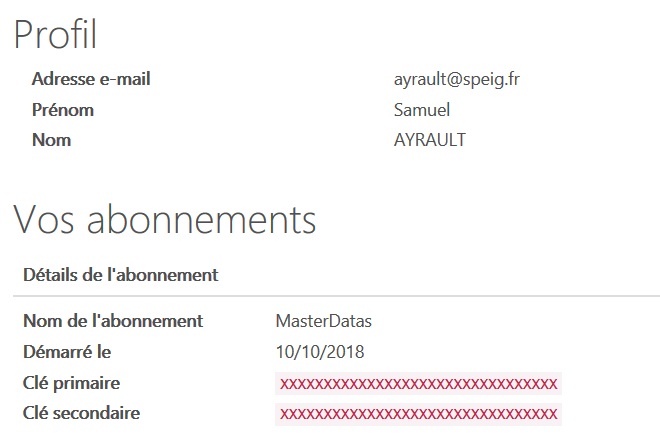 Profil
Adresse e-mail ayrault@speig.fr
Prénom Samuel
Nom AYRAULT
Vos abonnements
Détails de l'abonnement
Nom de l'abonnement MasterDatas
Démarré le 10/10/2018
Clé primaire XXXXXXXXXXXXXXXXXXXXXXXXXXXXXXXX
Clé secondaire XXXXXXXXXXXXXXXXXXXXXXXXXXXXXXXX